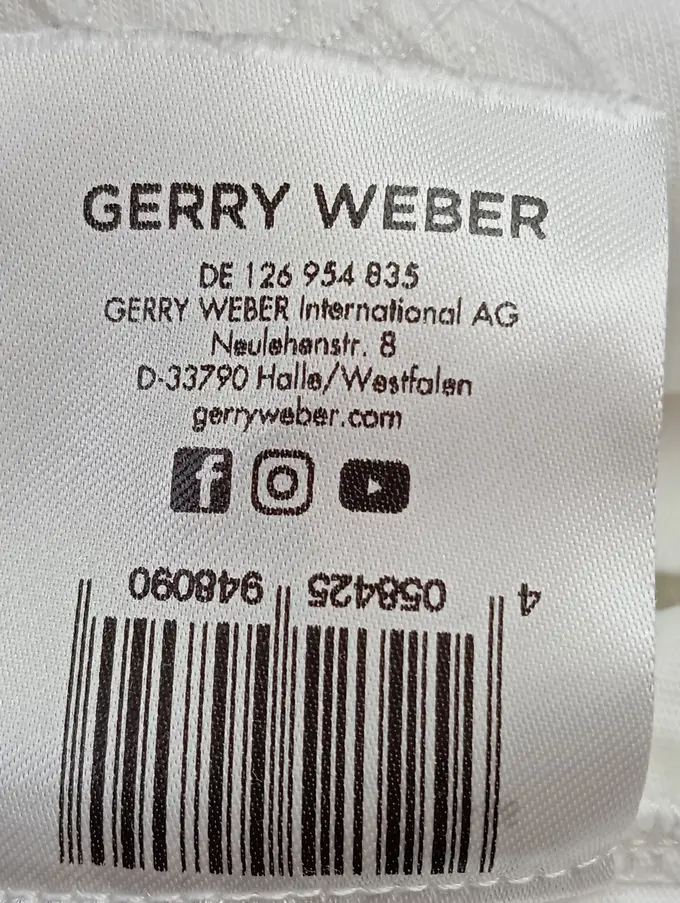 GERRY WEBER
DE 126 954 835
GERRY WEBER International AG
Neulehenstr. 8
D-33790 Halle/Westfalen
gerryweber.com
4 058425 948090